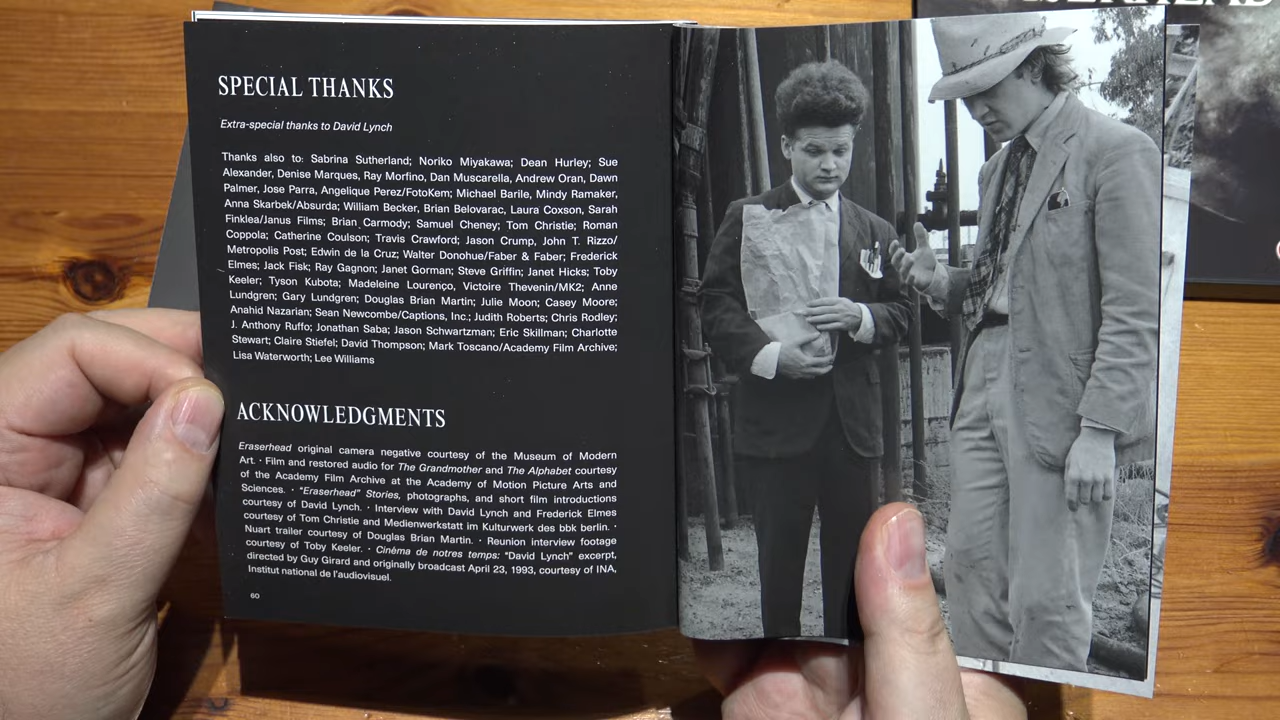 SPECIAL THANKS
Extra-special thanks to David Lynch
Thanks also to: Sabrina Sutherland; Noriko Miyakawa; Dean Hurley; Sue
Alexander, Denise Marques, Ray Morfino, Dan Muscarella, Andrew Oran, Dawn
Palmer, Jose Parra, Angelique Perez/FotoKem; Michael Barile, Mindy Ramaker,
Anna Skarbek/Absurda; William Becker, Brian Belovarac, Laura Coxson, Sarah
Finklea/Janus Films; Brian Carmody; Samuel Cheney; Tom Christie; Roman
Coppola; Catherine Coulson; Travis Crawford; Jason Crump, John T. Rizzo/
Metropolis Post; Edwin de la Cruz; Walter Donohue/Faber & Faber; Frederick
Elmes; Jack Fisk; Ray Gagnon; Janet Gorman; Steve Griffin; Janet Hicks; Toby
Keeler; Tyson Kubota; Madeleine Lourenço, Victoire Thevenin/MK2; Anne
Lundgren; Gary Lundgren; Douglas Brian Martin; Julie Moon; Casey Moore;
Anahid Nazarian; Sean Newcombe/Captions, Inc.; Judith Roberts; Chris Rodley;
J. Anthony Ruffo; Jonathan Saba; Jason Schwartzman; Eric Skillman; Charlotte
Stewart; Claire Stiefel; David Thompson; Mark Toscano/Academy Film Archive;
Lisa Waterworth; Lee Williams
ACKNOWLEDGMENTS
Eraserhead original camera negative courtesy of the Museum of Modern
Art. · Film and restored audio for The Grandmother and The Alphabet courtesy
of the Academy Film Archive at the Academy of Motion Picture Arts and
Sciences. · "Eraserhead" Stories, photographs, and short film introductions
courtesy of David Lynch. · Interview with David Lynch and Frederick Elmes
courtesy of Tom Christie and Medienwerkstatt im Kulturwerk des bbk berlin. ·
Nuart trailer courtesy of Douglas Brian Martin. · Reunion interview footage
courtesy of Toby Keeler. · Cinéma de notres temps: "David Lynch" excerpt,
directed by Guy Girard and originally broadcast April 23, 1993, courtesy of INA,
Institut national de l'audiovisuel.
60